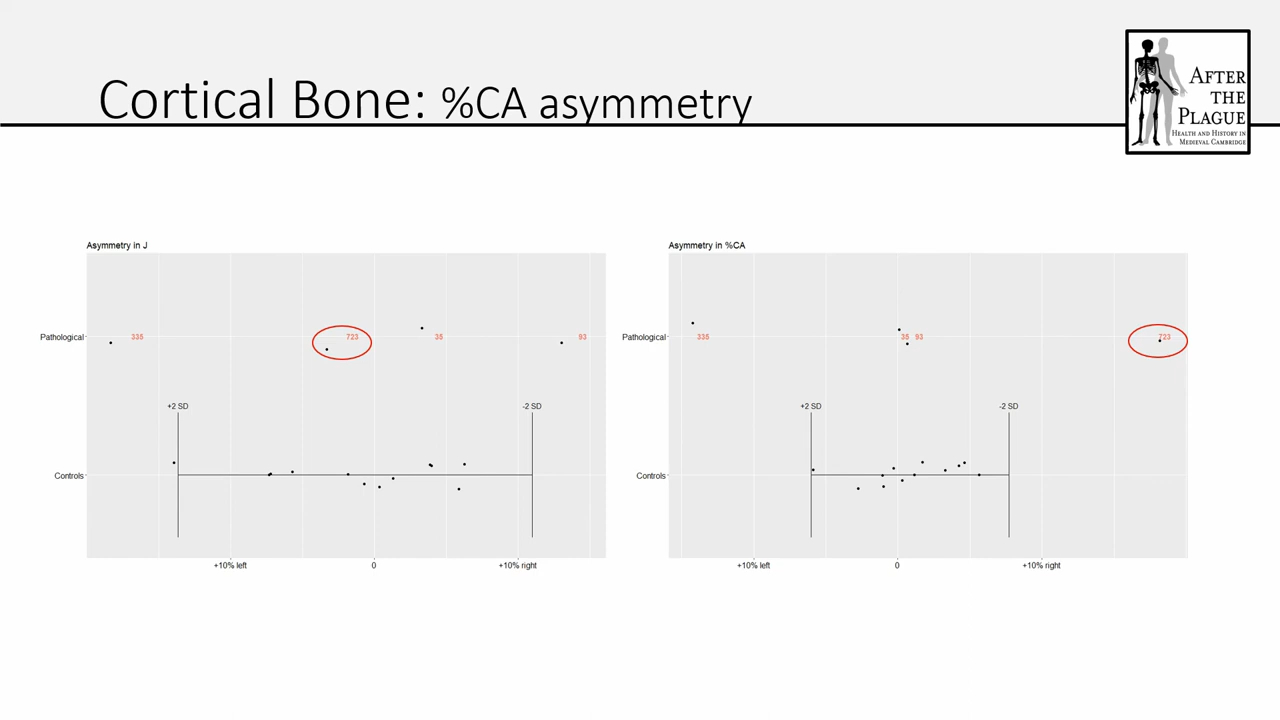 Cortical Bone: %CA asymmetry
AFTER
THE
PLAGUE
HEALTH AND HISTORY IN
MEDIEVAL CAMBRIDGE
Asymmetry in J
Pathological
335
723
35
93
+2 SD
-2 SD
Controls
+10% left
0
+10% right
Asymmetry in %CA
Pathological
335
35
93
723
+2 SD
-2 SD
Controls
+10% left
0
+10% right